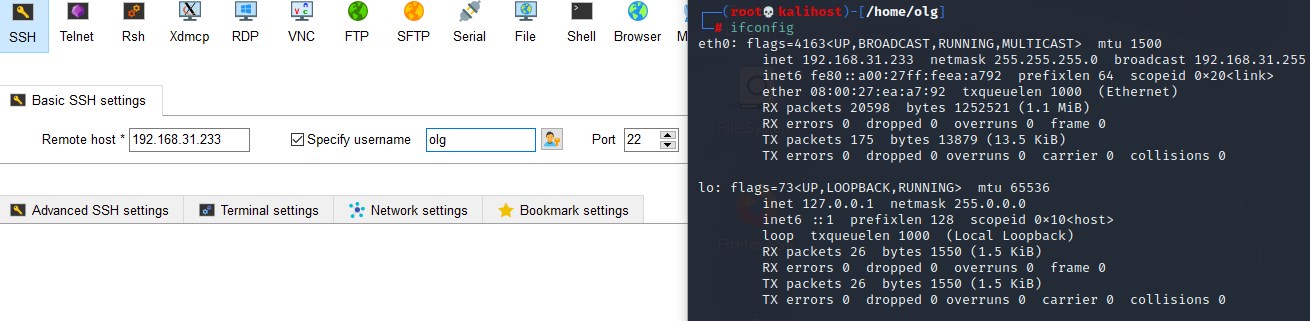 SSH Telnet Rsh Xdmcp RDP VNC FTP SFTP Serial File Shell Browser
Basic SSH settings
Remote host * 192.168.31.233 Specify username olg Port 22
Advanced SSH settings Terminal settings Network settings Bookmark settings
(root💀kalihost)-[/home/olg]
# ifconfig
eth0: flags=4163<UP,BROADCAST,RUNNING,MULTICAST> mtu 1500
inet 192.168.31.233 netmask 255.255.255.0 broadcast 192.168.31.255
inet6 fe80::a00:27ff:feea:a792 prefixlen 64 scopeid 0×20<link>
ether 08:00:27:ea:a7:92 txqueuelen 1000 (Ethernet)
RX packets 20598 bytes 1252521 (1.1 MiB)
RX errors 0 dropped 0 overruns 0 frame 0
TX packets 175 bytes 13879 (13.5 KiB)
TX errors 0 dropped 0 overruns 0 carrier 0 collisions 0
lo: flags=73<UP,LOOPBACK,RUNNING> mtu 65536
inet 127.0.0.1 netmask 255.0.0.0
inet6 ::1 prefixlen 128 scopeid 0×10<host>
loop txqueuelen 1000 (Local Loopback)
RX packets 26 bytes 1550 (1.5 KiB)
RX errors 0 dropped 0 overruns 0 frame 0
TX packets 26 bytes 1550 (1.5 KiB)
TX errors 0 dropped 0 overruns 0 carrier 0 collisions 0